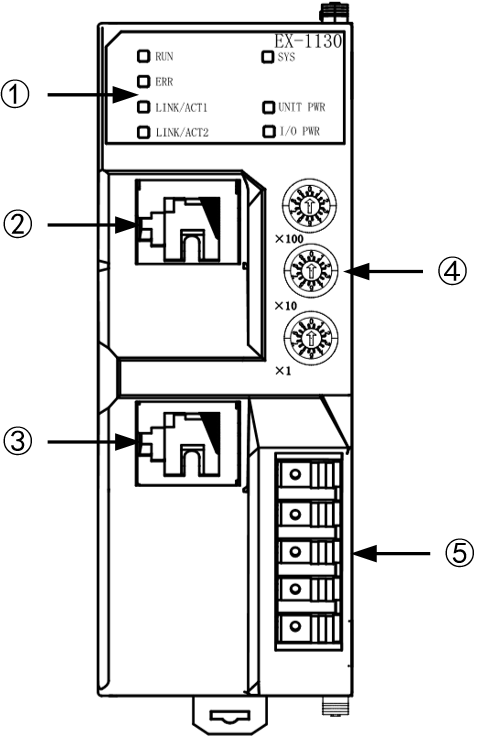 EX-1130
RUN SYS
ERR
① LINK/ACT1 UNIT PWR
LINK/ACT2 I/O PWR
②
×100
④
×10
×1
③
⑤